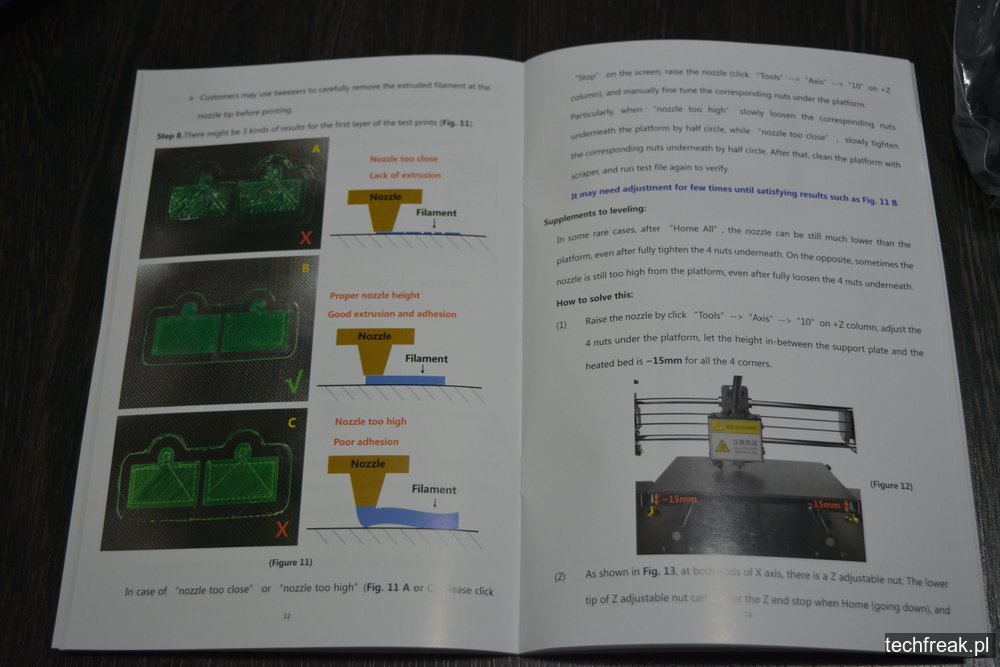 ➢ Customers may use tweezers to carefully remove the extruded filament at the
nozzle tip before printing.
Step 8.There might be 3 kinds of results for the first layer of the test prints (Fig. 11).
A
X
Nozzle too close
Lack of extrusion
Nozzle
Filament
B
√
Proper nozzle height
Good extrusion and adhesion
Nozzle
Filament
C
X
Nozzle too high
Poor adhesion
Nozzle
Filament
(Figure 11)
In case of “nozzle too close” or “nozzle too high” (Fig. 11 A or C please click
12
“Stop” on the screen, raise the nozzle (click “Tools” --> “Axis” --> “10” on +Z
column), and manually fine tune the corresponding nuts under the platform.
Particularly, when “nozzle too high” slowly loosen the corresponding nuts
underneath the platform by half circle, while “nozzle too close”, slowly tighten
the corresponding nuts underneath by half circle. After that, clean the platform with
scraper, and run test file again to verify.
It may need adjustment for few times until satisfying results such as Fig. 11 B.
Supplements to leveling:
In some rare cases, after “Home All”, the nozzle can be still much lower than the
platform, even after fully tighten the 4 nuts underneath. On the opposite, sometimes the
nozzle is still too high from the platform, even after fully loosen the 4 nuts underneath.
How to solve this:
(1) Raise the nozzle by click “Tools” --> “Axis” --> “10” on +Z column, adjust the
4 nuts under the platform, let the height in-between the support plate and the
heated bed is ~15mm for all the 4 corners.
注意高温
~15mm
~15mm
(Figure 12)
(2) As shown in Fig. 13, at both ends of X axis, there is a Z adjustable nut. The lower
tip of Z adjustable nut can the Z end stop when Home (going down), and
13
techfreak.pl